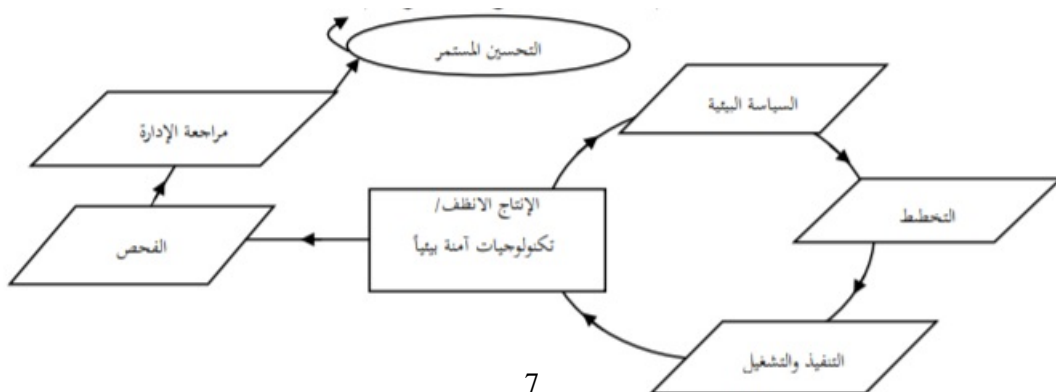 التحسين المستمر
السياسة البيئية
مراجعة الإدارة
التخطيط
الإنتاج الانظف/
تكنولوجيات آمنة بيئياً
الفحص
التنفيذ والتشغيل
7